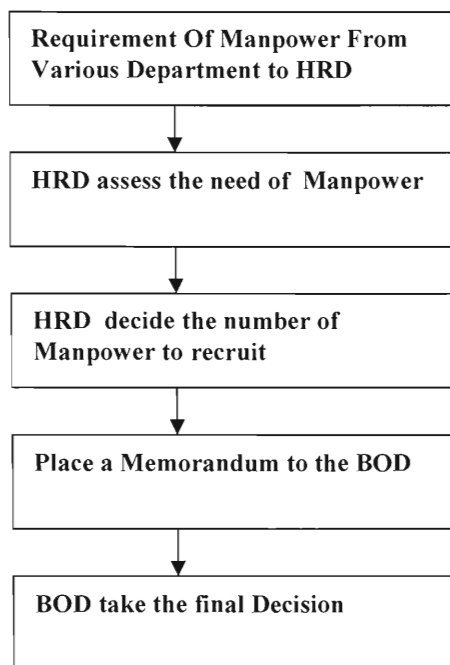 Requirement Of Manpower From
Various Department to HRD
HRD assess the need of Manpower
HRD decide the number of
Manpower to recruit
Place a Memorandum to the BOD
BOD take the final Decision